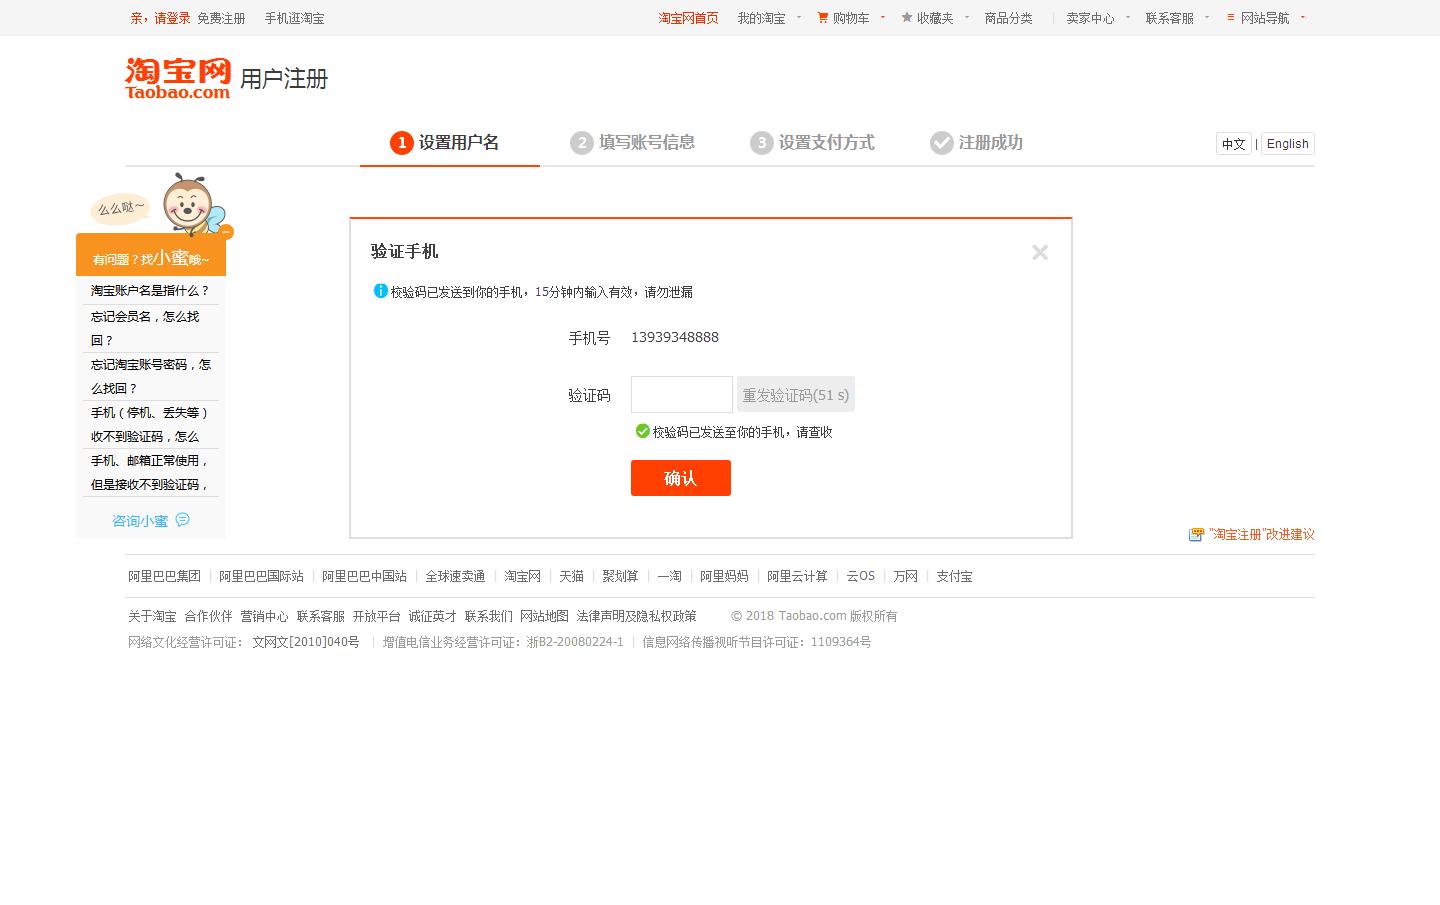 亲，请登录 免费注册 手机逛淘宝 淘宝网首页 我的淘宝 购物车 收藏夹 商品分类 卖家中心 联系客服 网站导航
淘宝网 Taobao.com 用户注册
1 设置用户名 2 填写账号信息 3 设置支付方式 注册成功 中文 | English
么么哒~
有问题？找小蜜哦~
淘宝账户名是指什么？
忘记会员名，怎么找
回？
忘记淘宝账号密码，怎
么找回？
手机（停机、丢失等）
收不到验证码，怎么
手机、邮箱正常使用，
但是接收不到验证码，
咨询小蜜
验证手机
校验码已发送到你的手机，15分钟内输入有效，请勿泄漏
手机号 13939348888
验证码 重发验证码(51 s)
校验码已发送至你的手机，请查收
确认
"淘宝注册"改进建议
阿里巴巴集团 | 阿里巴巴国际站 | 阿里巴巴中国站 | 全球速卖通 | 淘宝网 | 天猫 | 聚划算 | 一淘 | 阿里妈妈 | 阿里云计算 | 云OS | 万网 | 支付宝
关于淘宝 合作伙伴 营销中心 联系客服 开放平台 诚征英才 联系我们 网站地图 法律声明及隐私权政策 © 2018 Taobao.com 版权所有
网络文化经营许可证：文网文[2010]040号 | 增值电信业务经营许可证：浙B2-20080224-1 | 信息网络传播视听节目许可证：1109364号